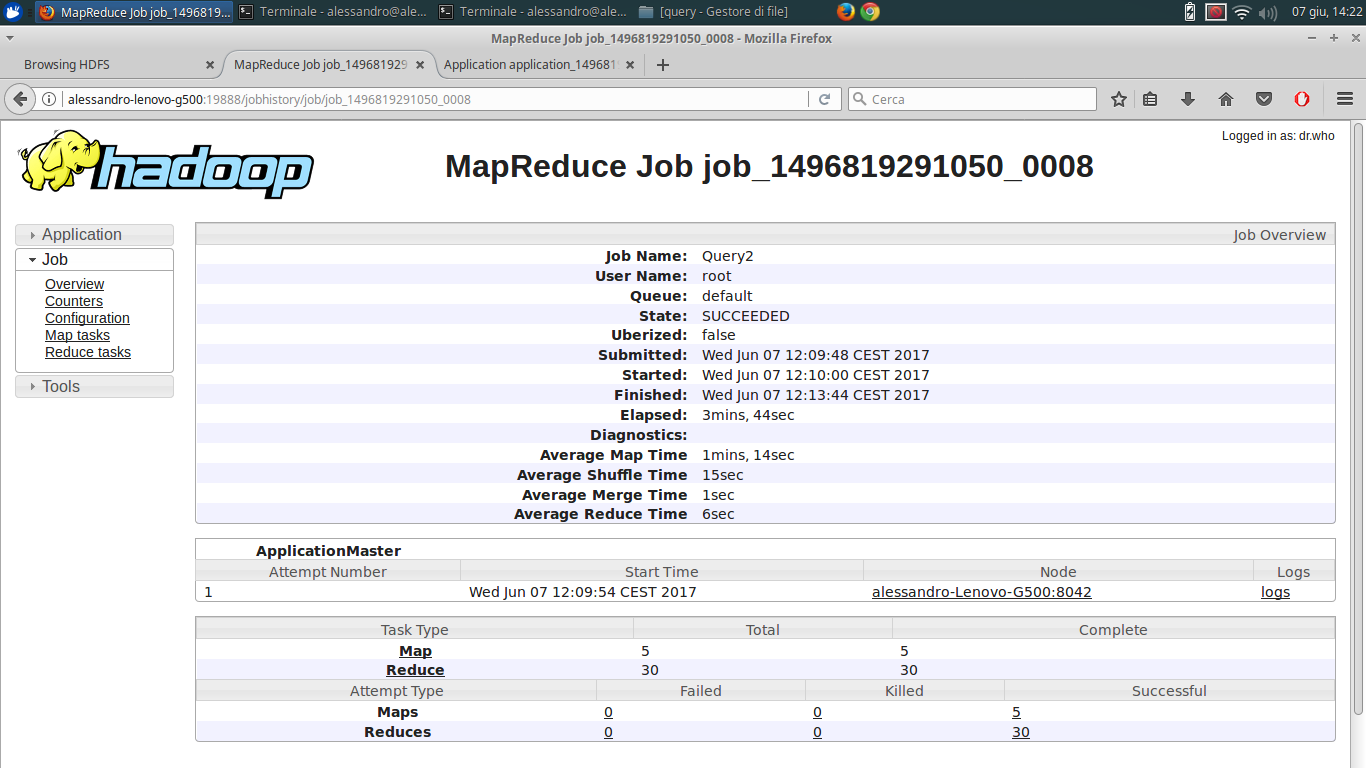 MapReduce Job job_1496819... Terminale - alessandro@ale... Terminale - alessandro@ale... [query - Gestore di file] 07 giu, 14:22
MapReduce Job job_1496819291050_0008 - Mozilla Firefox
Browsing HDFS MapReduce Job job_149681929 Application application_149681
alessandro-lenovo-g500:19888/jobhistory/job/job_1496819291050_0008 Cerca
Logged in as: dr.who
hadoop
MapReduce Job job_1496819291050_0008
Application
Job
Overview
Counters
Configuration
Map tasks
Reduce tasks
Tools
Job Overview
Job Name: Query2
User Name: root
Queue: default
State: SUCCEEDED
Uberized: false
Submitted: Wed Jun 07 12:09:48 CEST 2017
Started: Wed Jun 07 12:10:00 CEST 2017
Finished: Wed Jun 07 12:13:44 CEST 2017
Elapsed: 3mins, 44sec
Diagnostics:
Average Map Time 1mins, 14sec
Average Shuffle Time 15sec
Average Merge Time 1sec
Average Reduce Time 6sec
ApplicationMaster
Attempt Number Start Time Node Logs
1 Wed Jun 07 12:09:54 CEST 2017 alessandro-Lenovo-G500:8042 logs
Task Type Total Complete
Map 5 5
Reduce 30 30
Attempt Type Failed Killed Successful
Maps 0 0 5
Reduces 0 0 30